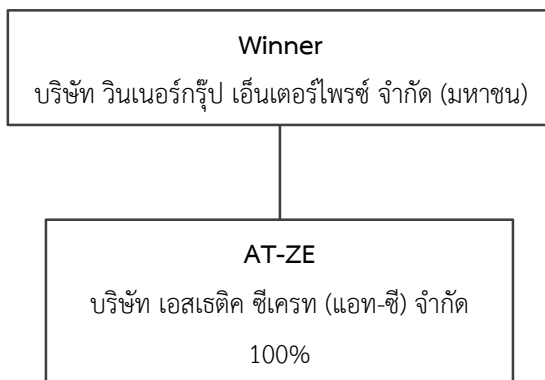 Winner
บริษัท วินเนอร์กรุ๊ป เอ็นเตอร์ไพรซ์ จำกัด (มหาชน)
AT-ZE
บริษัท เอสเธติค ซีเครท (แอท-ซี) จำกัด
100%